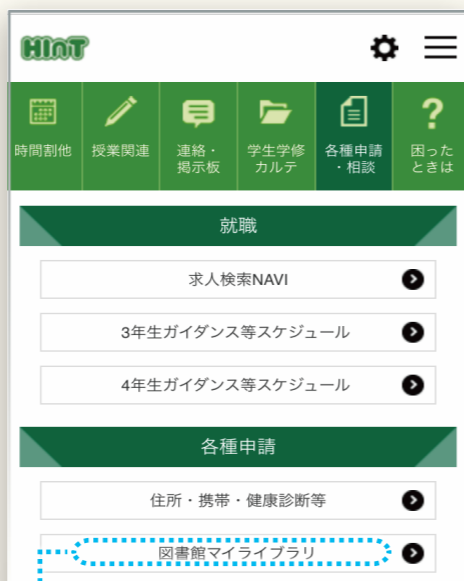 HInT
時間割他
授業関連
連絡・
掲示板
学生学修
カルテ
各種申請
・相談
?
困った
ときは
就職
求人検索NAVI
3年生ガイダンス等スケジュール
4年生ガイダンス等スケジュール
各種申請
住所・携帯・健康診断等
図書館マイライブラリ